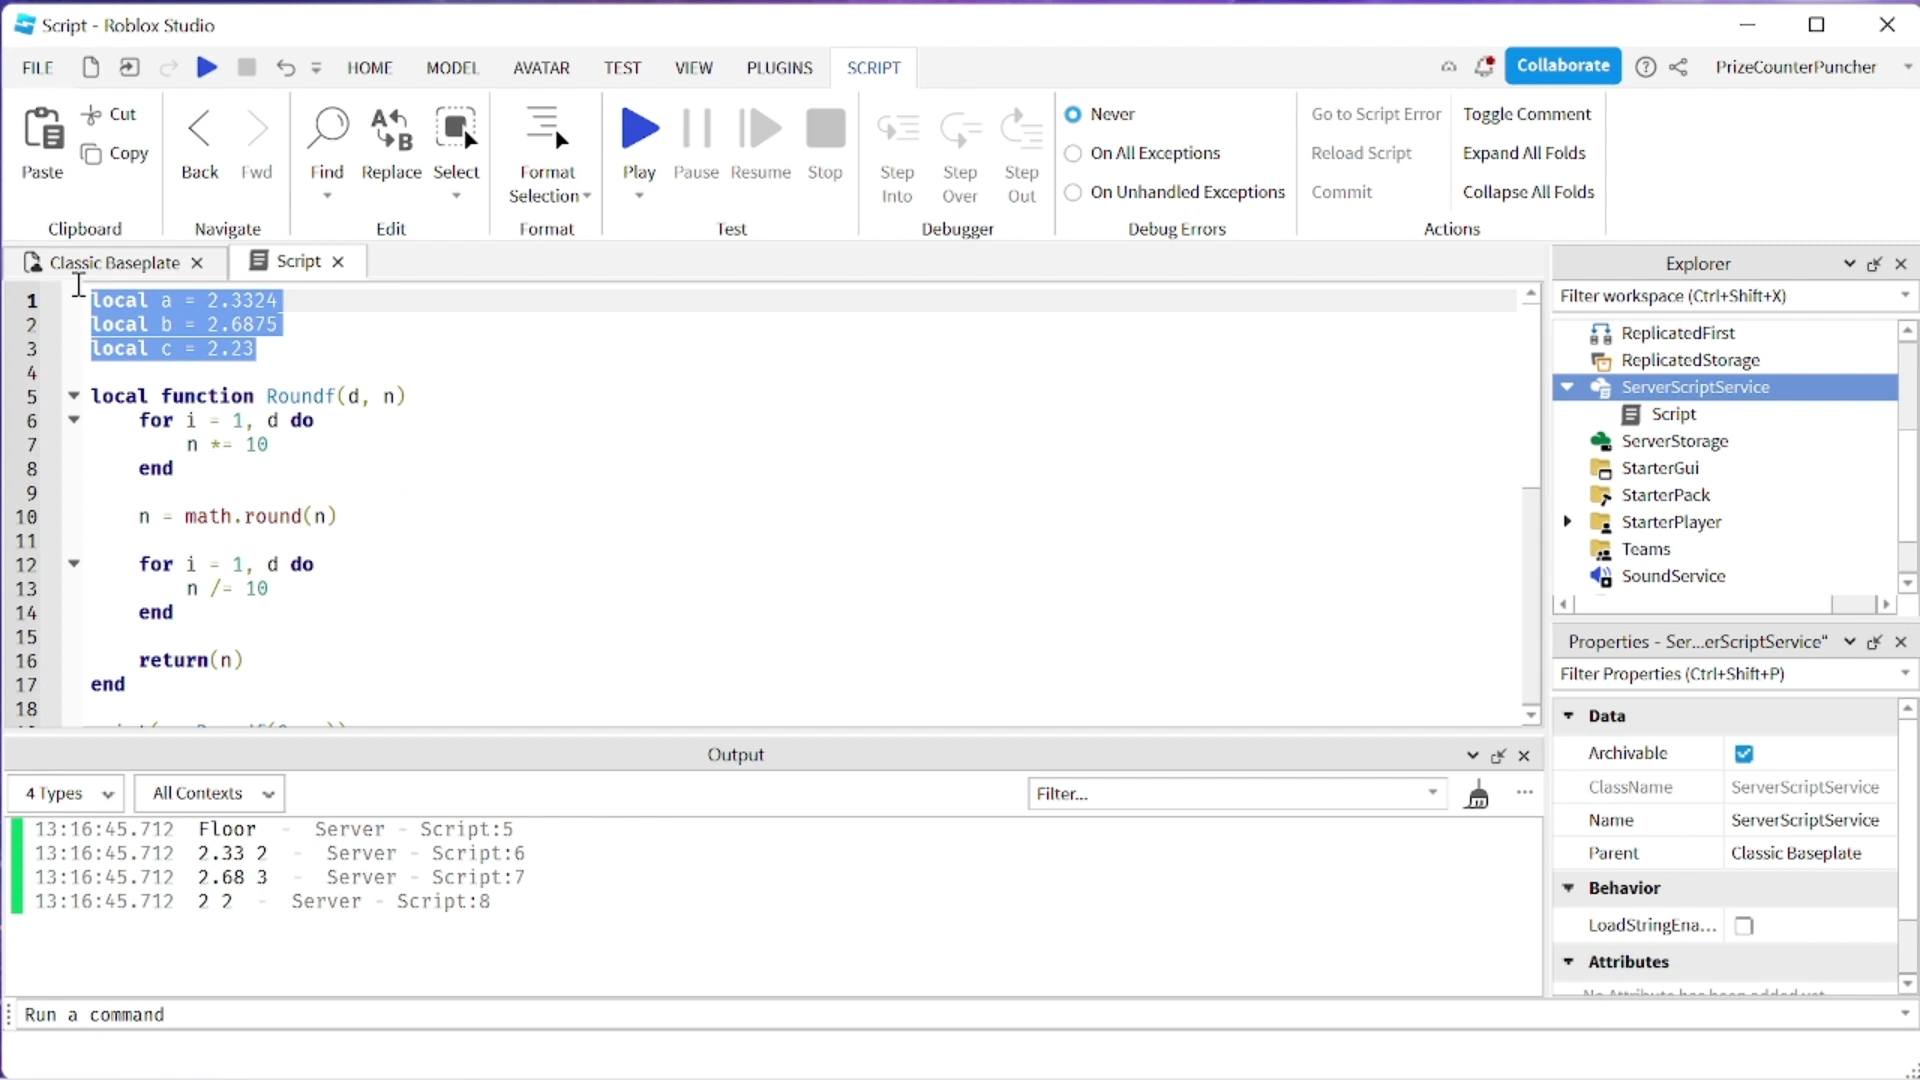 Script - Roblox Studio
FILE HOME MODEL AVATAR TEST VIEW PLUGINS SCRIPT Collaborate PrizeCounterPuncher
Paste Cut Copy
Clipboard
Back Fwd
Navigate
Find Replace Select
Edit
Format Selection
Format
Play Pause Resume Stop
Test
Step Into Step Over Step Out
Debugger
Never
On All Exceptions
On Unhandled Exceptions
Debug Errors
Go to Script Error Toggle Comment
Reload Script Expand All Folds
Commit Collapse All Folds
Actions
Classic Baseplate Script
1 local a = 2.3324
2 local b = 2.6875
3 local c = 2.23
4
5 local function Roundf(d, n)
6 for i = 1, d do
7 n *= 10
8 end
9
10 n = math.round(n)
11
12 for i = 1, d do
13 n /= 10
14 end
15
16 return(n)
17 end
18
Output
4 Types All Contexts Filter...
13:16:45.712 Floor - Server - Script:5
13:16:45.712 2.33 2 - Server - Script:6
13:16:45.712 2.68 3 - Server - Script:7
13:16:45.712 2 2 - Server - Script:8
Run a command
Explorer
Filter workspace (Ctrl+Shift+X)
ReplicatedFirst
ReplicatedStorage
ServerScriptService
Script
ServerStorage
StarterGui
StarterPack
StarterPlayer
Teams
SoundService
Properties - Ser...erScriptService"
Filter Properties (Ctrl+Shift+P)
Data
Archivable
ClassName ServerScriptService
Name ServerScriptService
Parent Classic Baseplate
Behavior
LoadStringEna...
Attributes